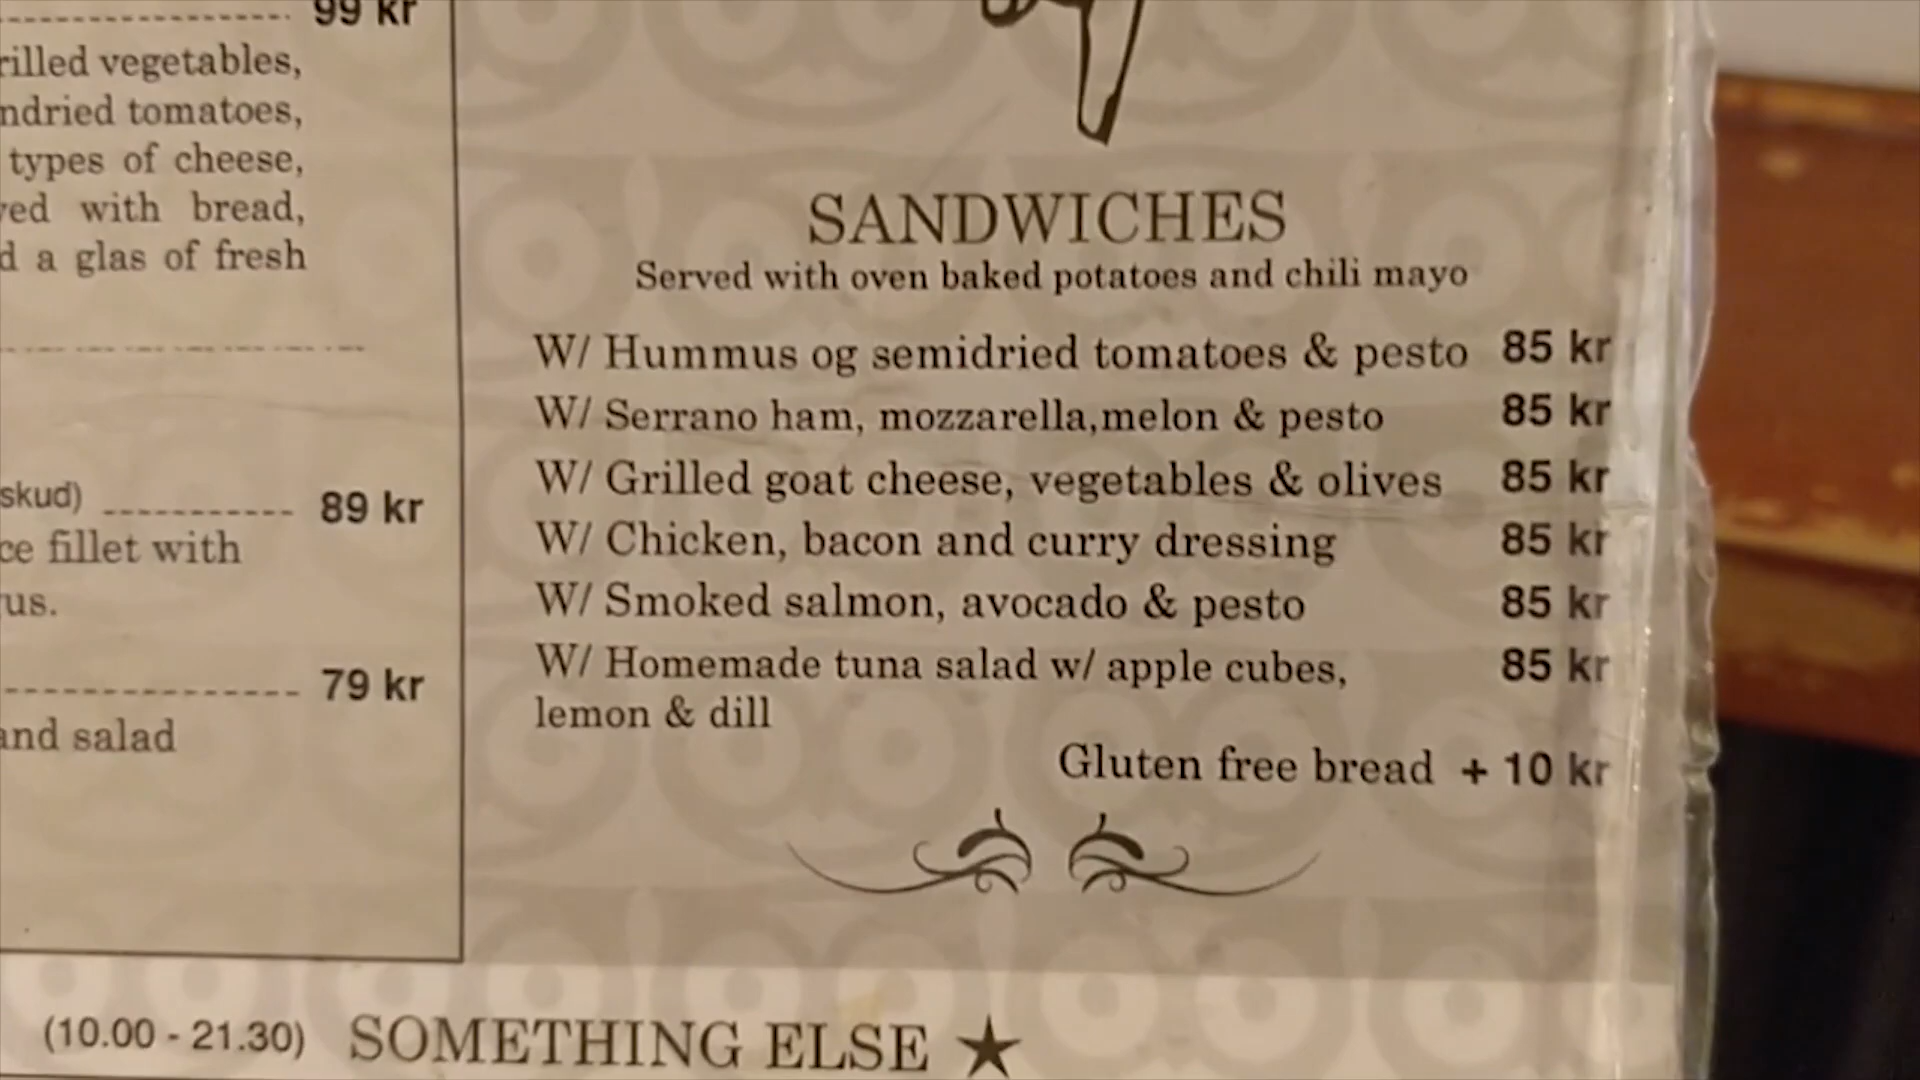 99 kr
rilled vegetables,
ndried tomatoes,
types of cheese,
ved with bread,
d a glas of fresh
skud) 89 kr
ce fillet with
us.
79 kr
and salad
SANDWICHES
Served with oven baked potatoes and chili mayo
W/ Hummus og semidried tomatoes & pesto 85 kr
W/ Serrano ham, mozzarella,melon & pesto 85 kr
W/ Grilled goat cheese, vegetables & olives 85 kr
W/ Chicken, bacon and curry dressing 85 kr
W/ Smoked salmon, avocado & pesto 85 kr
W/ Homemade tuna salad w/ apple cubes, 85 kr
lemon & dill
Gluten free bread + 10 kr
(10.00 - 21.30) SOMETHING ELSE ★